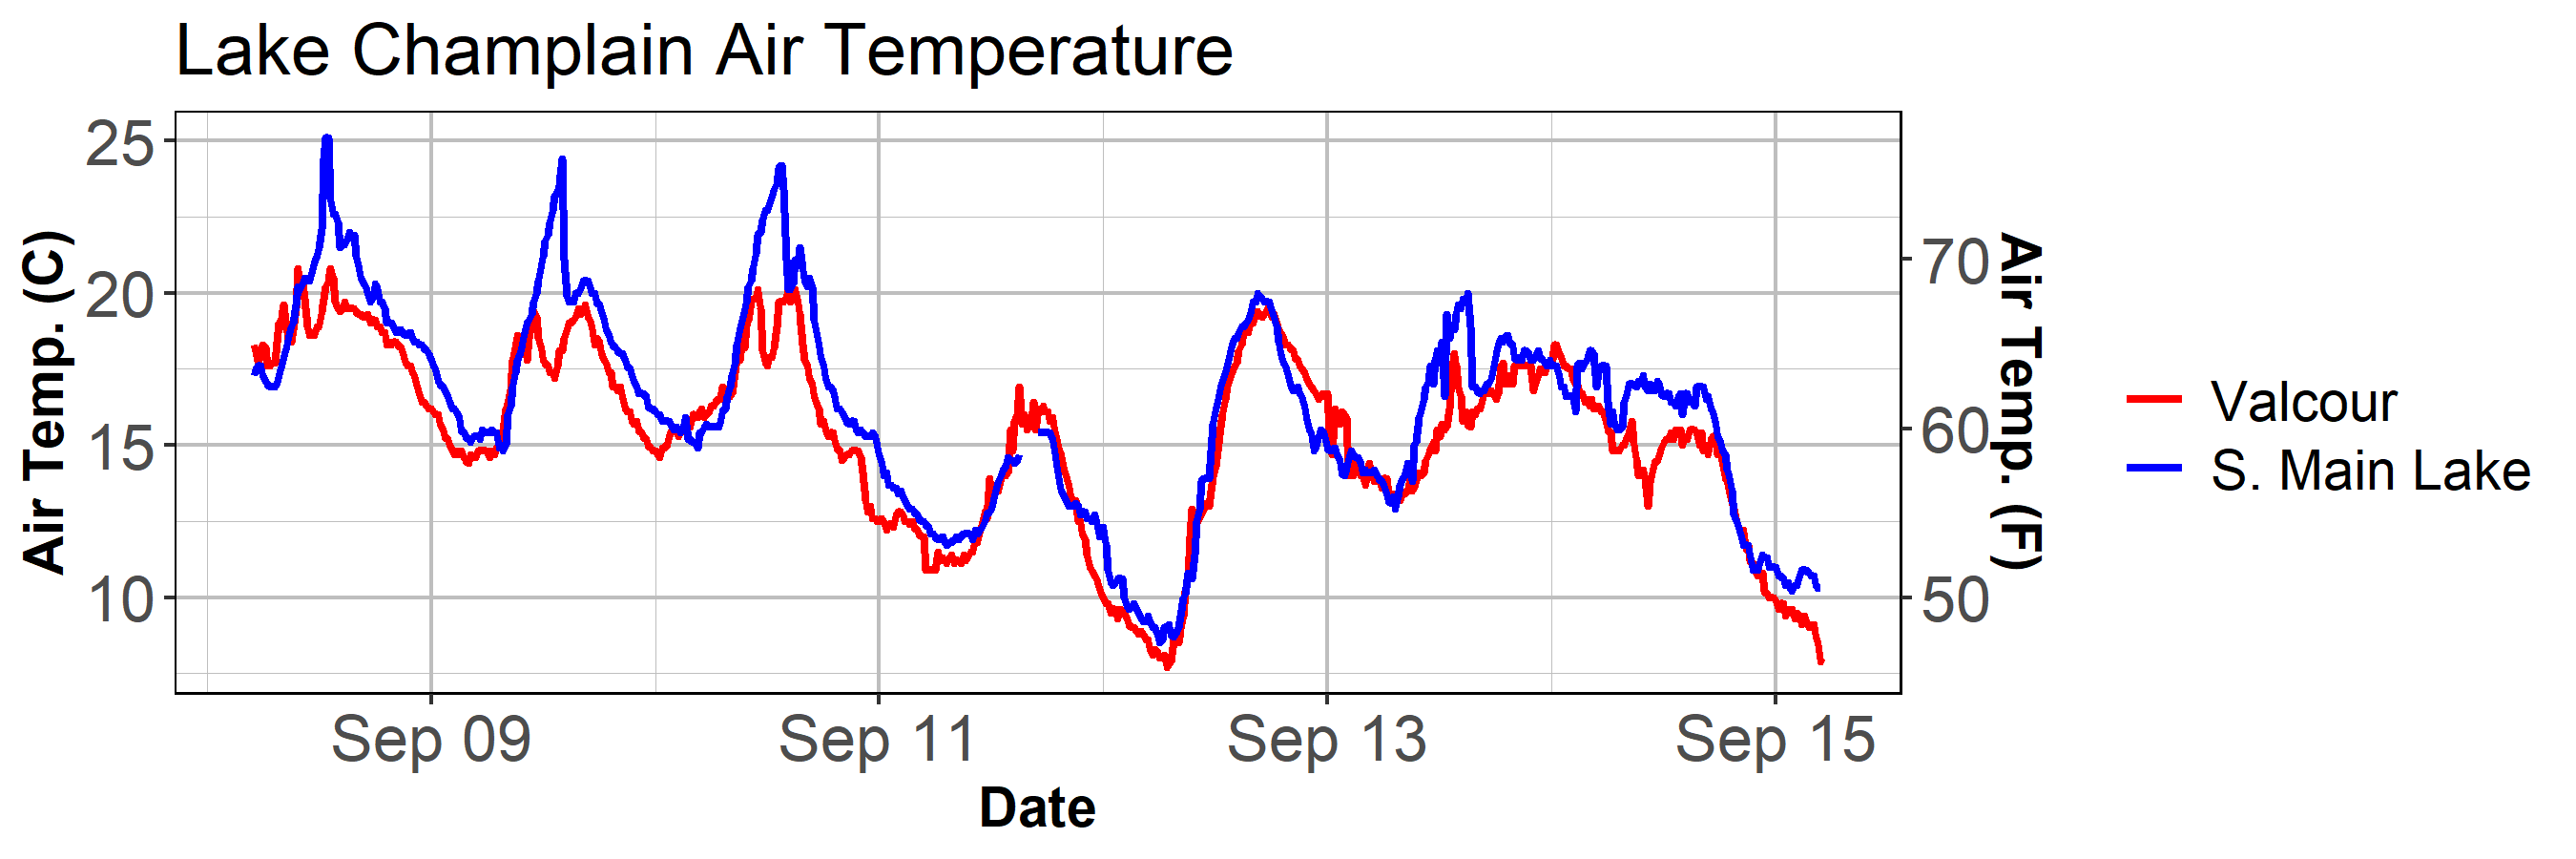 Lake Champlain Air Temperature
Air Temp. (C)
25
20
15
10
70
60
50
Air Temp. (F)
Sep 09
Sep 11
Sep 13
Sep 15
Date
Valcour
S. Main Lake